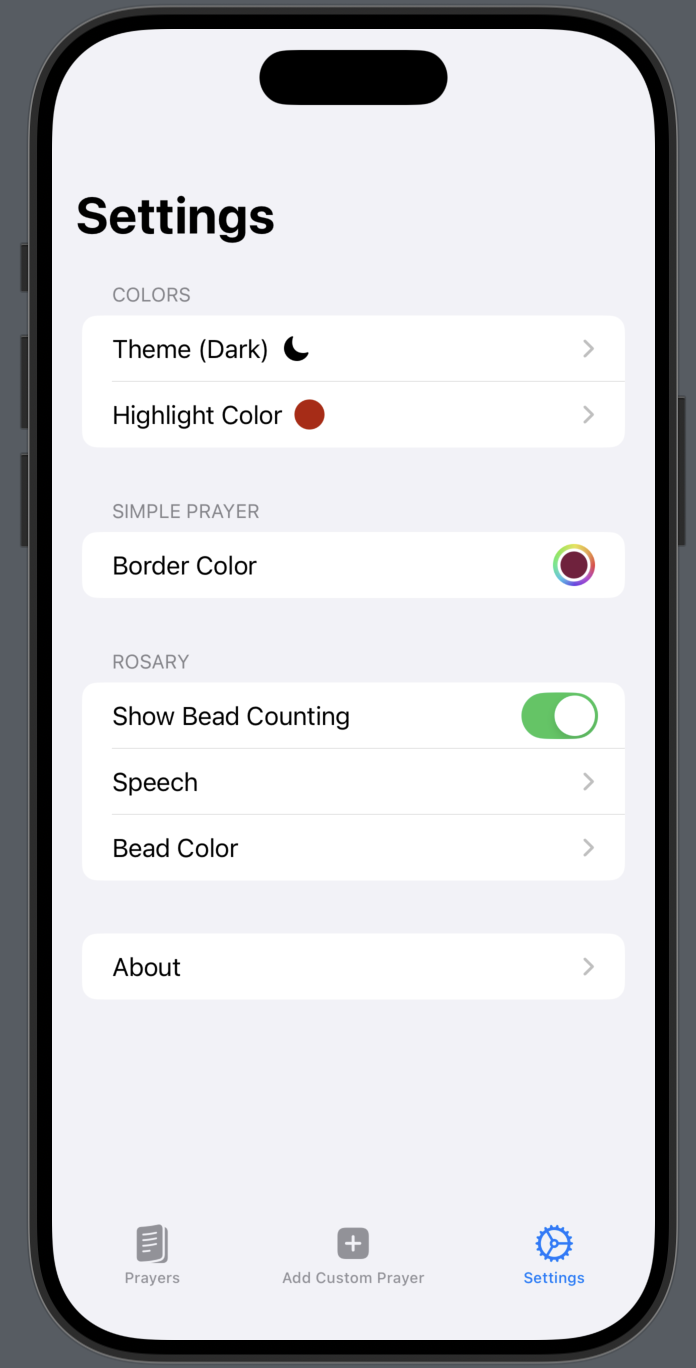 Settings
COLORS
Theme (Dark)
Highlight Color
SIMPLE PRAYER
Border Color
ROSARY
Show Bead Counting
Speech
Bead Color
About
Prayers
Add Custom Prayer
Settings